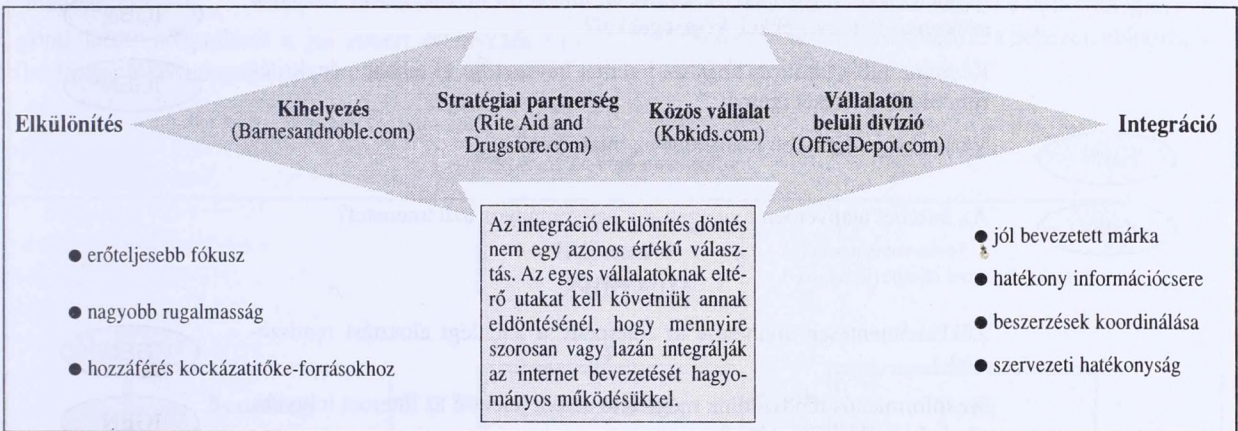 Elkülönítés
Kihelyezés
(Barnesandnoble.com)
Stratégiai partnerség
(Rite Aid and
Drugstore.com)
Közös vállalat
(Kbkids.com)
Vállalaton
belüli divízió
(OfficeDepot.com)
Integráció
● erőteljesebb fókusz
● nagyobb rugalmasság
● hozzáférés kockázatitőke-forrásokhoz
Az integráció elkülönítés döntés
nem egy azonos értékű válasz-
tás. Az egyes vállalatoknak elté-
rő utakat kell követniük annak
eldöntésénél, hogy mennyire
szorosan vagy lazán integrálják
az internet bevezetését hagyo-
mányos működésükkel.
● jól bevezetett márka
● hatékony információcsere
● beszerzések koordinálása
● szervezeti hatékonyság